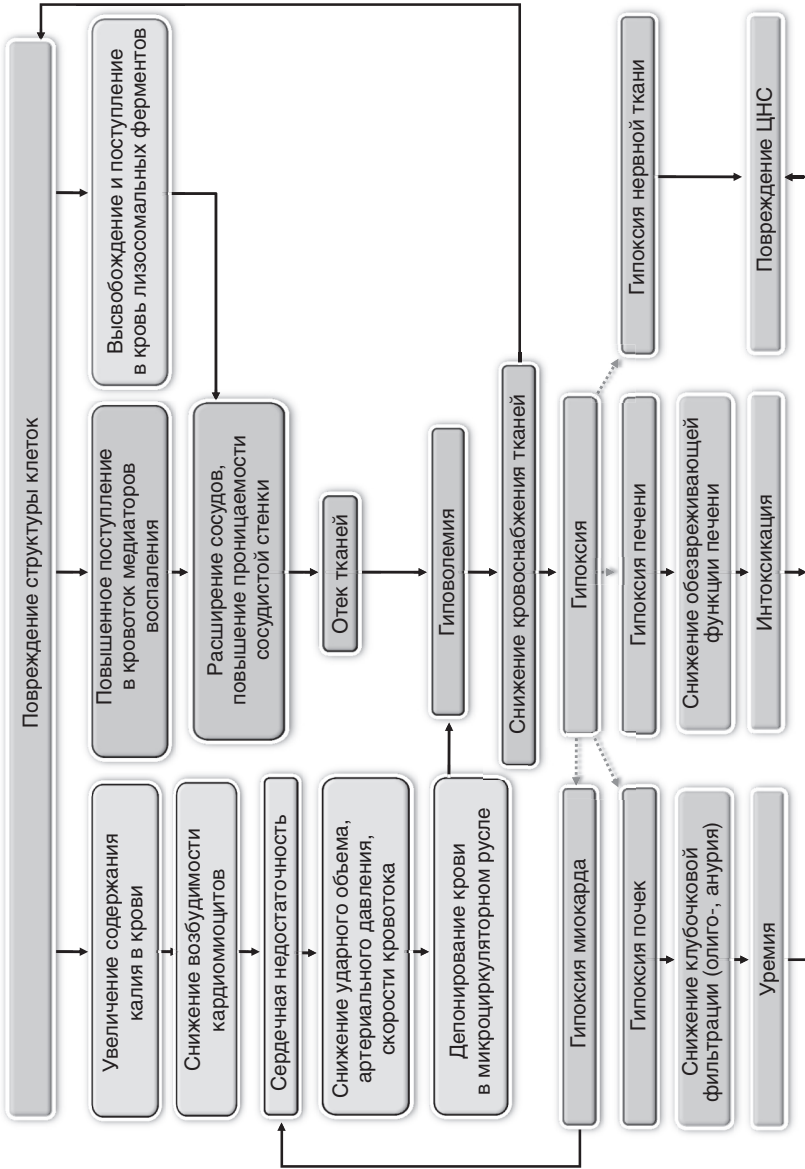 Повреждение структуры клеток
Увеличение содержания
калия в крови
Снижение возбудимости
кардиомиоцитов
Сердечная недостаточность
Снижение ударного объема,
артериального давления,
скорости кровотока
Депонирование крови
в микроциркуляторном русле
Повышенное поступление
в кровоток медиаторов
воспаления
Высвобождение и поступление
в кровь лизосомальных ферментов
Расширение сосудов,
повышение проницаемости
сосудистой стенки
Отек тканей
Гиповолемия
Снижение кровоснабжения тканей
Гипоксия
Гипоксия миокарда
Гипоксия почек
Снижение клубочковой
фильтрации (олиго-, анурия)
Уремия
Гипоксия печени
Снижение обезвреживающей
функции печени
Интоксикация
Гипоксия нервной ткани
Повреждение ЦНС